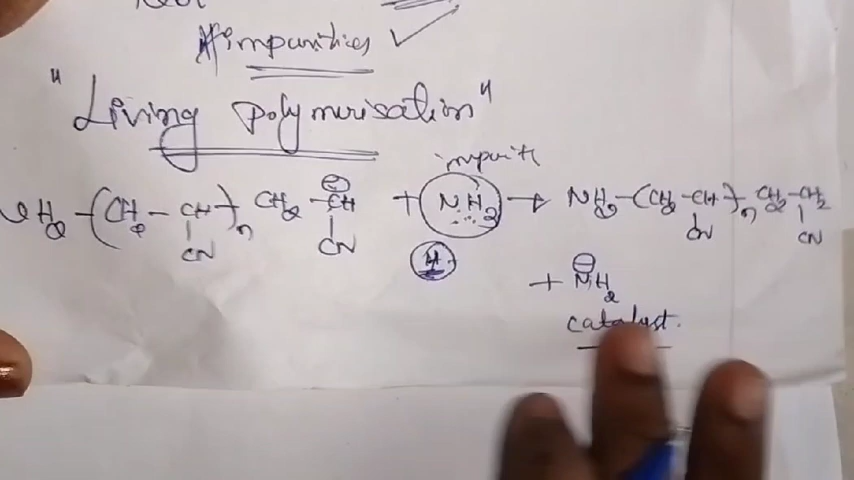 impurities ✓
"Living polymerisation"
impurit
NH2 –(CH2 – CH)n CH2 – CH⊖ + NH3 → NH2 –(CH2 – CH)n CH2 – CH2
CN CN CN CN
H
+ ⊖NH2
catalyst.